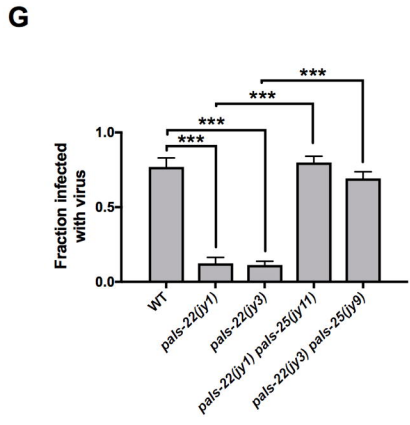 G
***
***
***
***
1.0
0.5
0.0
Fraction infected
with virus
WT
pals-22(jy1)
pals-22(jy3)
pals-22(jy1) pals-25(jy11)
pals-22(jy3) pals-25(jy9)